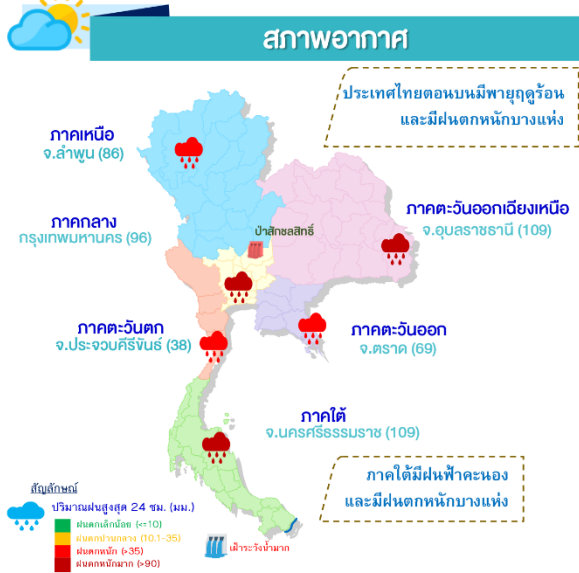 สภาพอากาศ
ประเทศไทยตอนบนมีพายุฤดูร้อน
และมีฝนตกหนักบางแห่ง
ภาคเหนือ
จ.ลำพูน (86)
ภาคกลาง
กรุงเทพมหานคร (96)
ป่าสักชลสิทธิ์
ภาคตะวันออกเฉียงเหนือ
จ.อุบลราชธานี (109)
ภาคตะวันตก
จ.ประจวบคีรีขันธ์ (38)
ภาคตะวันออก
จ.ตราด (69)
ภาคใต้
จ.นครศรีธรรมราช (109)
ภาคใต้มีฝนฟ้าคะนอง
และมีฝนตกหนักบางแห่ง
สัญลักษณ์
ปริมาณฝนสูงสุด 24 ชม. (มม.)
ฝนตกเล็กน้อย (<=10)
ฝนตกปานกลาง (10.1-35)
ฝนตกหนัก (>35)
ฝนตกหนักมาก (>90)
เฝ้าระวังน้ำมาก